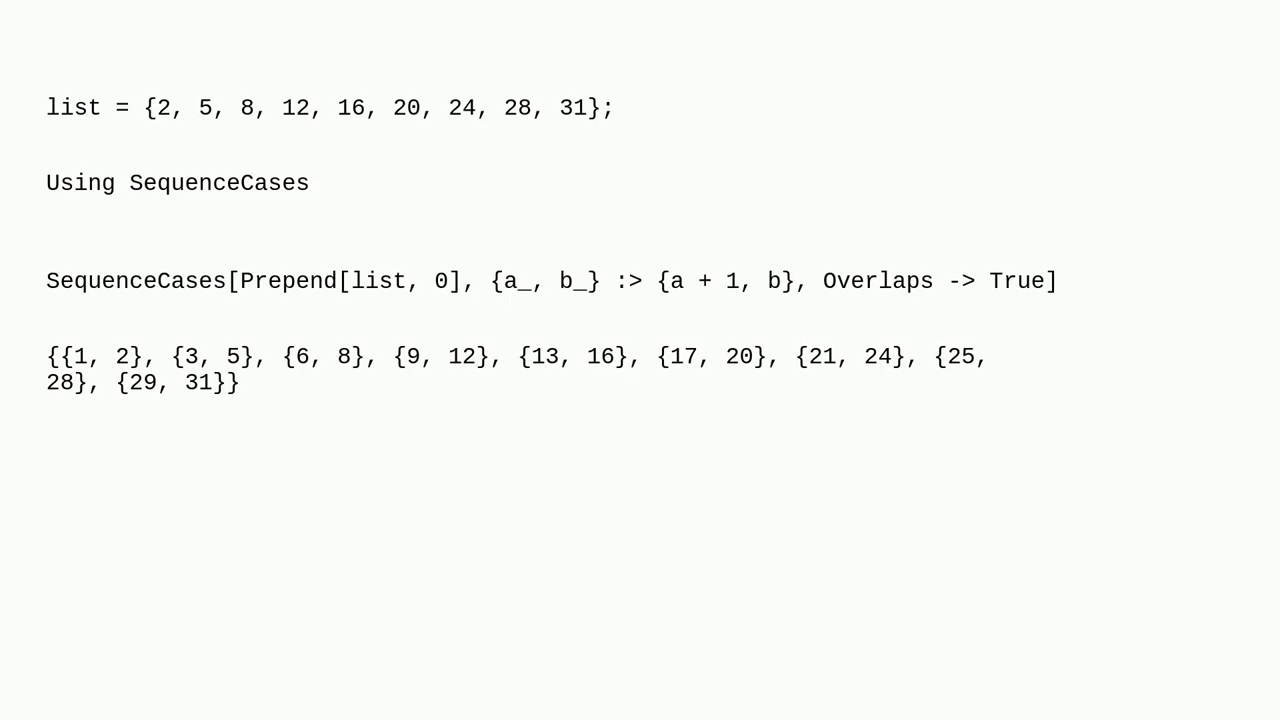 list = {2, 5, 8, 12, 16, 20, 24, 28, 31};
Using SequenceCases
SequenceCases[Prepend[list, 0], {a_, b_} :> {a + 1, b}, Overlaps -> True]
{{1, 2}, {3, 5}, {6, 8}, {9, 12}, {13, 16}, {17, 20}, {21, 24}, {25,
28}, {29, 31}}